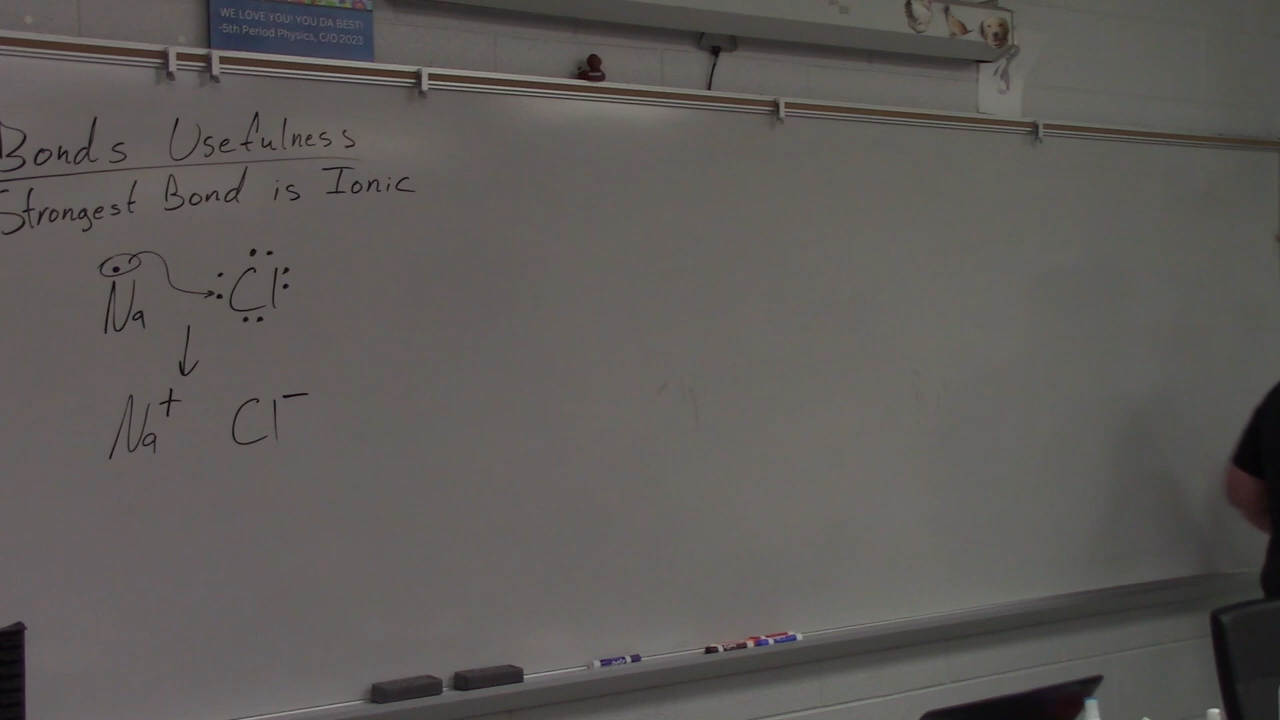 WE LOVE YOU! YOU DA BEST!
-5th Period Physics, C/O 2023
Bonds Usefulness
Strongest Bond is Ionic
Na Cl
Na⁺ Cl⁻